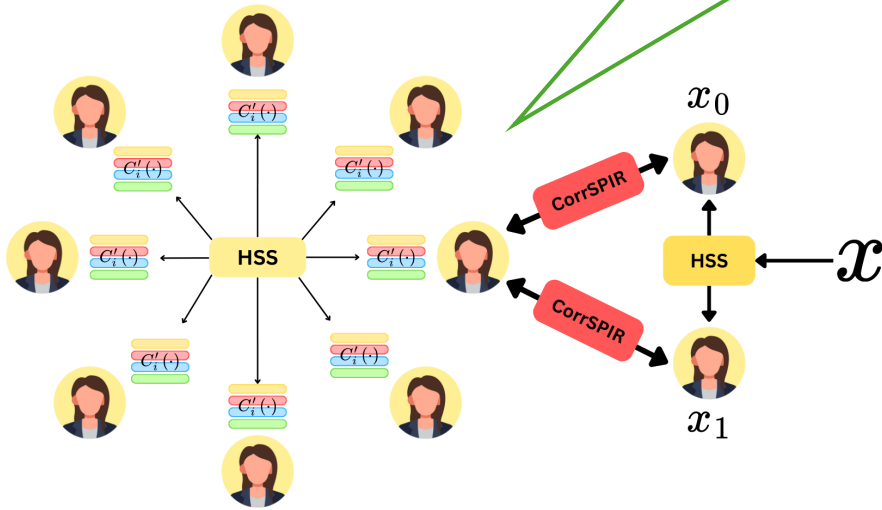 C'_i(·)
C'_i(·)
C'_i(·)
x_0
CorrSPIR
C'_i(·)
HSS
C'_i(·)
HSS
x
CorrSPIR
C'_i(·)
C'_i(·)
C'_i(·)
x_1